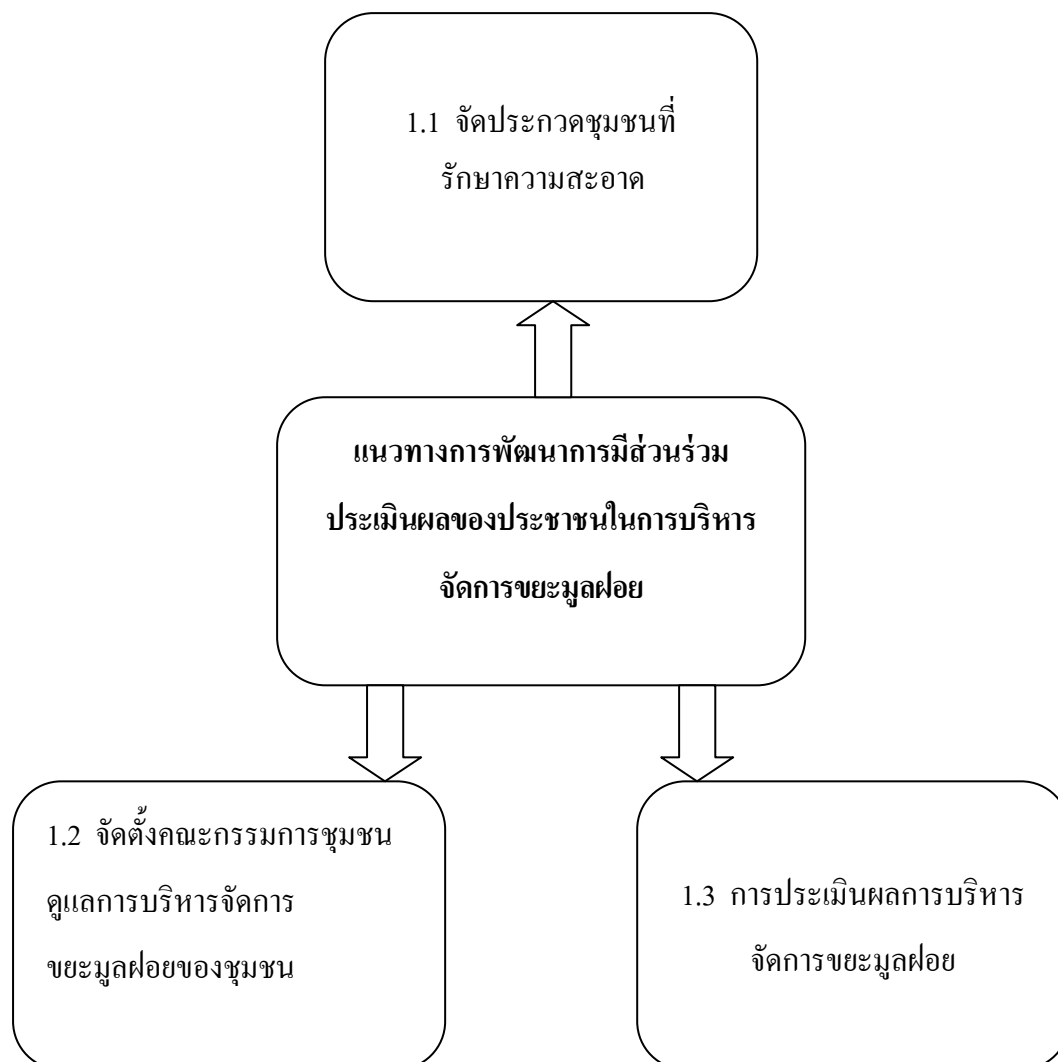 1.1 จัดประกวดชุมชนที่
รักษาความสะอาด
แนวทางการพัฒนาการมีส่วนร่วม
ประเมินผลของประชาชนในการบริหาร
จัดการขยะมูลฝอย
1.2 จัดตั้งคณะกรรมการชุมชน
ดูแลการบริหารจัดการ
ขยะมูลฝอยของชุมชน
1.3 การประเมินผลการบริหาร
จัดการขยะมูลฝอย